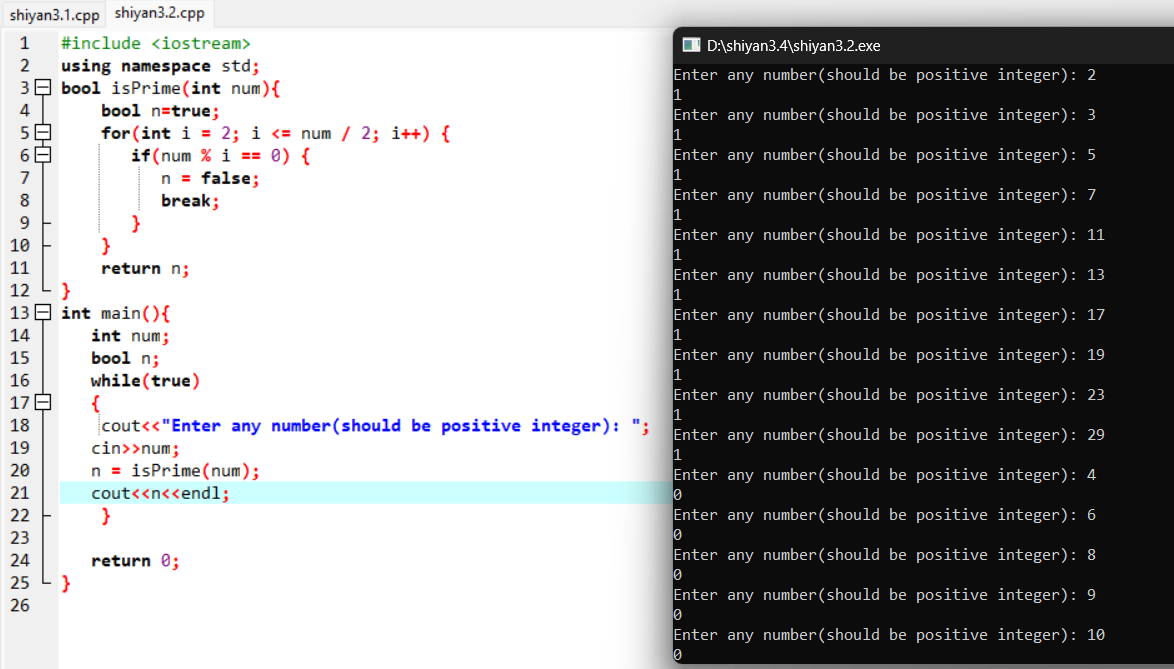 shiyan3.1.cpp shiyan3.2.cpp
1 #include <iostream>
2 using namespace std;
3 bool isPrime(int num){
4 bool n=true;
5 for(int i = 2; i <= num / 2; i++) {
6 if(num % i == 0) {
7 n = false;
8 break;
9 }
10 }
11 return n;
12 }
13 int main(){
14 int num;
15 bool n;
16 while(true)
17 {
18 cout<<"Enter any number(should be positive integer): ";
19 cin>>num;
20 n = isPrime(num);
21 cout<<n<<endl;
22 }
23
24 return 0;
25 }
26
D:\shiyan3.4\shiyan3.2.exe
Enter any number(should be positive integer): 2
1
Enter any number(should be positive integer): 3
1
Enter any number(should be positive integer): 5
1
Enter any number(should be positive integer): 7
1
Enter any number(should be positive integer): 11
1
Enter any number(should be positive integer): 13
1
Enter any number(should be positive integer): 17
1
Enter any number(should be positive integer): 19
1
Enter any number(should be positive integer): 23
1
Enter any number(should be positive integer): 29
1
Enter any number(should be positive integer): 4
0
Enter any number(should be positive integer): 6
0
Enter any number(should be positive integer): 8
0
Enter any number(should be positive integer): 9
0
Enter any number(should be positive integer): 10
0